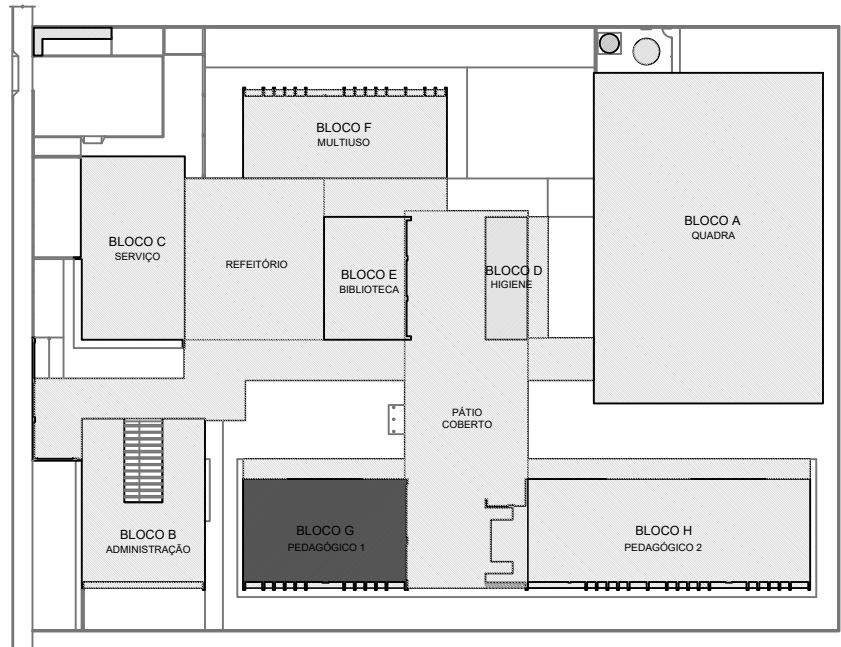 BLOCO F
MULTIUSO
BLOCO A
QUADRA
BLOCO C
SERVIÇO
REFEITÓRIO
BLOCO E
BIBLIOTECA
BLOCO D
HIGIENE
PÁTIO
COBERTO
BLOCO B
ADMINISTRAÇÃO
BLOCO G
PEDAGÓGICO 1
BLOCO H
PEDAGÓGICO 2